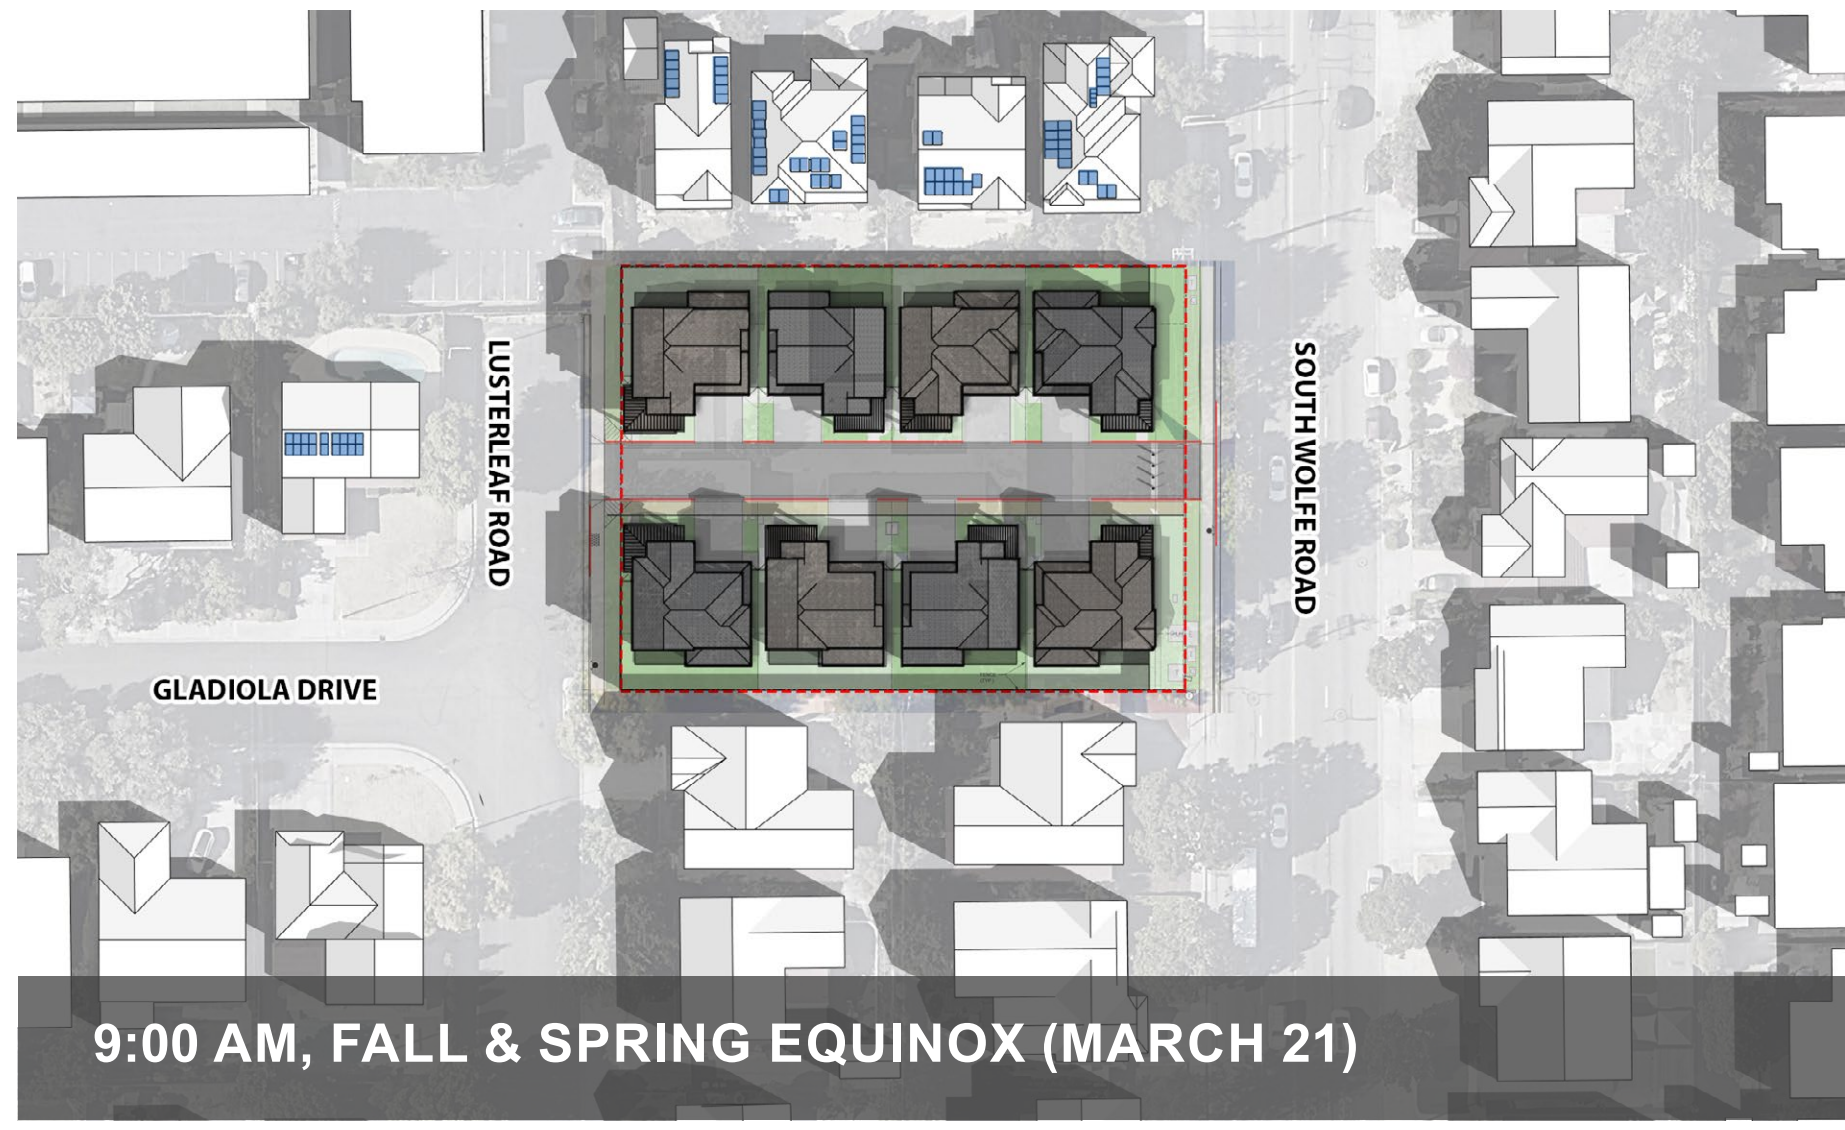 LUSTERLEAF ROAD
SOUTH WOLFE ROAD
GLADIOLA DRIVE
9:00 AM, FALL & SPRING EQUINOX (MARCH 21)